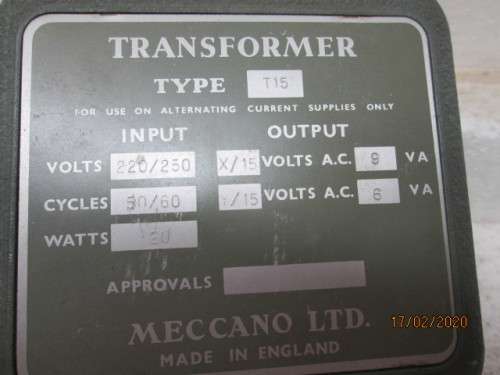 TRANSFORMER
TYPE T15
FOR USE ON ALTERNATING CURRENT SUPPLIES ONLY
INPUT OUTPUT
VOLTS 220/250 X/15 VOLTS A.C. 9 VA
CYCLES 50/60 /15 VOLTS A.C. 6 VA
WATTS
APPROVALS
MECCANO LTD.
MADE IN ENGLAND
17/02/2020